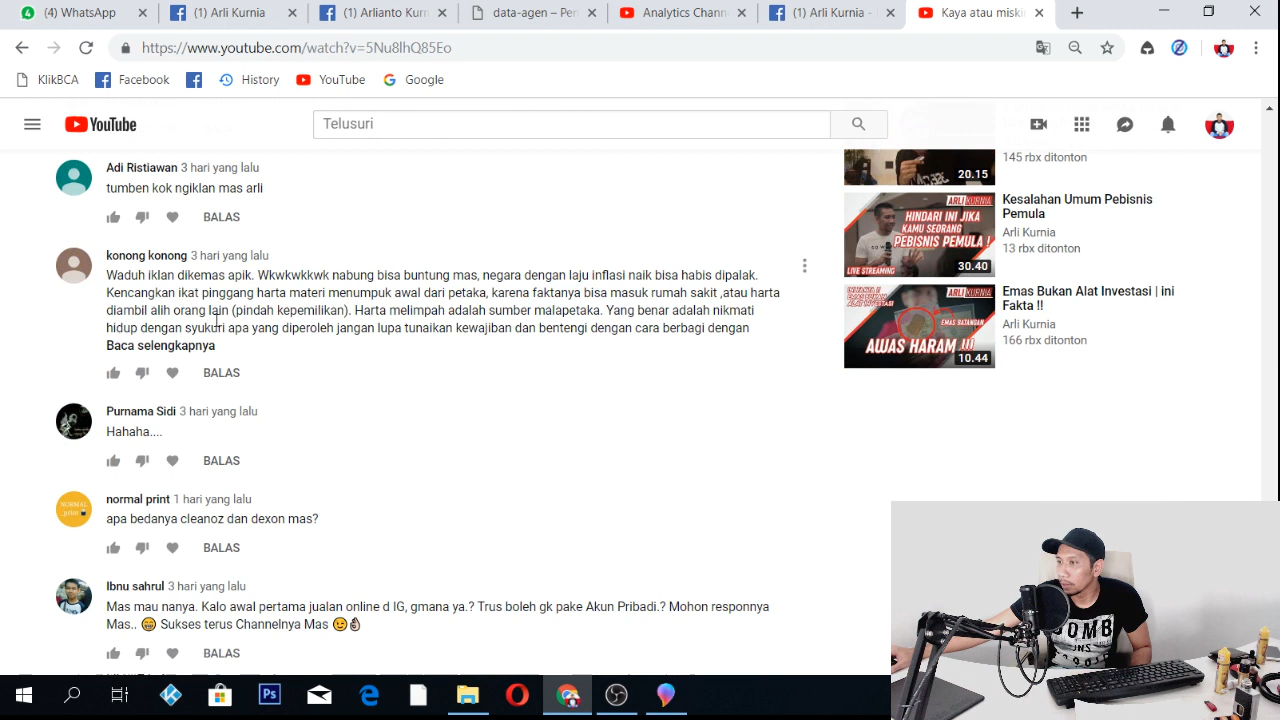 (4) WhatsApp
(1) Arli Kurnia
(1) Arlianto Kurn
data-agen – Pen
Analytics Chann
(1) Arli Kurnia -
Kaya atau miski
https://www.youtube.com/watch?v=5Nu8lhQ85Eo
KlikBCA
Facebook
History
YouTube
Google
YouTube
Telusuri
Adi Ristiawan 3 hari yang lalu
tumben kok ngiklan mas arli
BALAS
konong konong 3 hari yang lalu
Waduh iklan dikemas apik. Wkwwkkwk nabung bisa buntung mas, negara dengan laju inflasi naik bisa habis dipalak.
Kencangkan ikat pinggang harta materi menumpuk awal dari petaka, karena faktanya bisa masuk rumah sakit ,atau harta
diambil alih orang lain (pindah kepemilikan). Harta melimpah adalah sumber malapetaka. Yang benar adalah nikmati
hidup dengan syukuri apa yang diperoleh jangan lupa tunaikan kewajiban dan bentengi dengan cara berbagi dengan
Baca selengkapnya
BALAS
Purnama Sidi 3 hari yang lalu
Hahaha....
BALAS
NORMAL
print
normal print 1 hari yang lalu
apa bedanya cleanoz dan dexon mas?
BALAS
Ibnu sahrul 3 hari yang lalu
Mas mau nanya. Kalo awal pertama jualan online d IG, gmana ya.? Trus boleh gk pake Akun Pribadi.? Mohon responnya
Mas.. 😁 Sukses terus Channelnya Mas 😉👌
BALAS
20.15
145 rbx ditonton
ARLI KURNIA
HINDARI INI JIKA
KAMU SEORANG
PEBISNIS PEMULA !
LIVE STREAMING
30.40
Kesalahan Umum Pebisnis
Pemula
Arli Kurnia
13 rbx ditonton
ARLI KURNIA
EMAS BATANGAN
AWAS HARAM !!!
10.44
Emas Bukan Alat Investasi | ini
Fakta !!
Arli Kurnia
166 rbx ditonton
BOMB
Ps